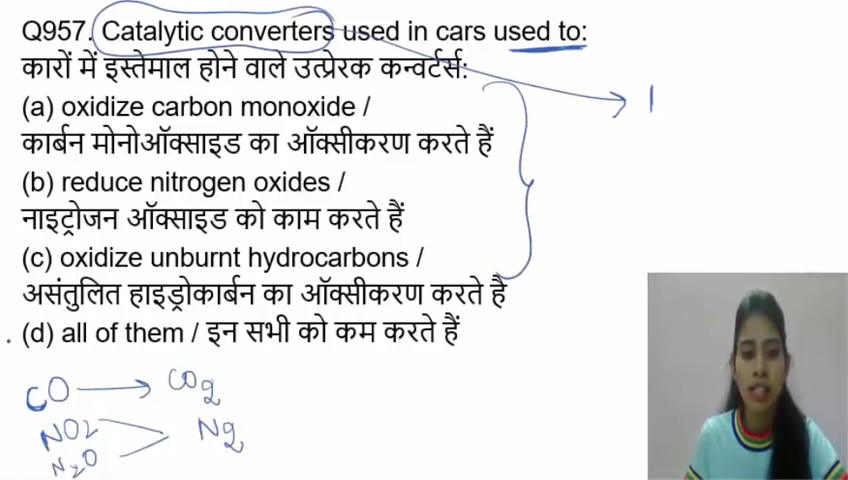 Q957. Catalytic converters used in cars used to:
कारों में इस्तेमाल होने वाले उत्प्रेरक कन्वर्टर्स:
(a) oxidize carbon monoxide /
कार्बन मोनोऑक्साइड का ऑक्सीकरण करते हैं
(b) reduce nitrogen oxides /
नाइट्रोजन ऑक्साइड को काम करते हैं
(c) oxidize unburnt hydrocarbons /
असंतुलित हाइड्रोकार्बन का ऑक्सीकरण करते है
(d) all of them / इन सभी को कम करते हैं
CO → CO2
NO2 N2
N2O